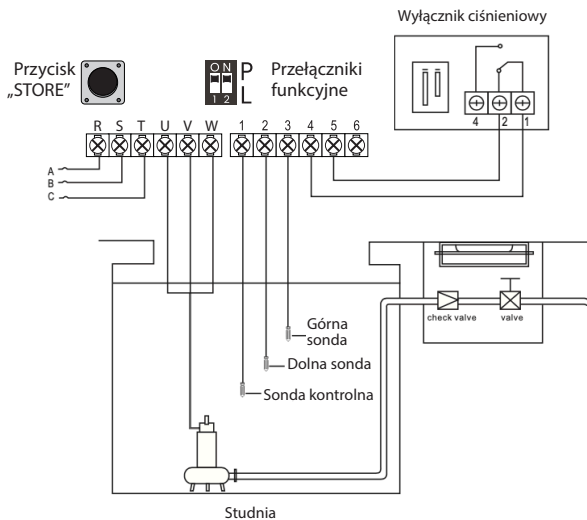 Wyłącznik ciśnieniowy
Przycisk
„STORE”
ON
1 2
P
L
Przełączniki
funkcyjne
4 2 1
R S T U V W 1 2 3 4 5 6
A
B
C
check valve
valve
Górna
sonda
Dolna sonda
Sonda kontrolna
Studnia